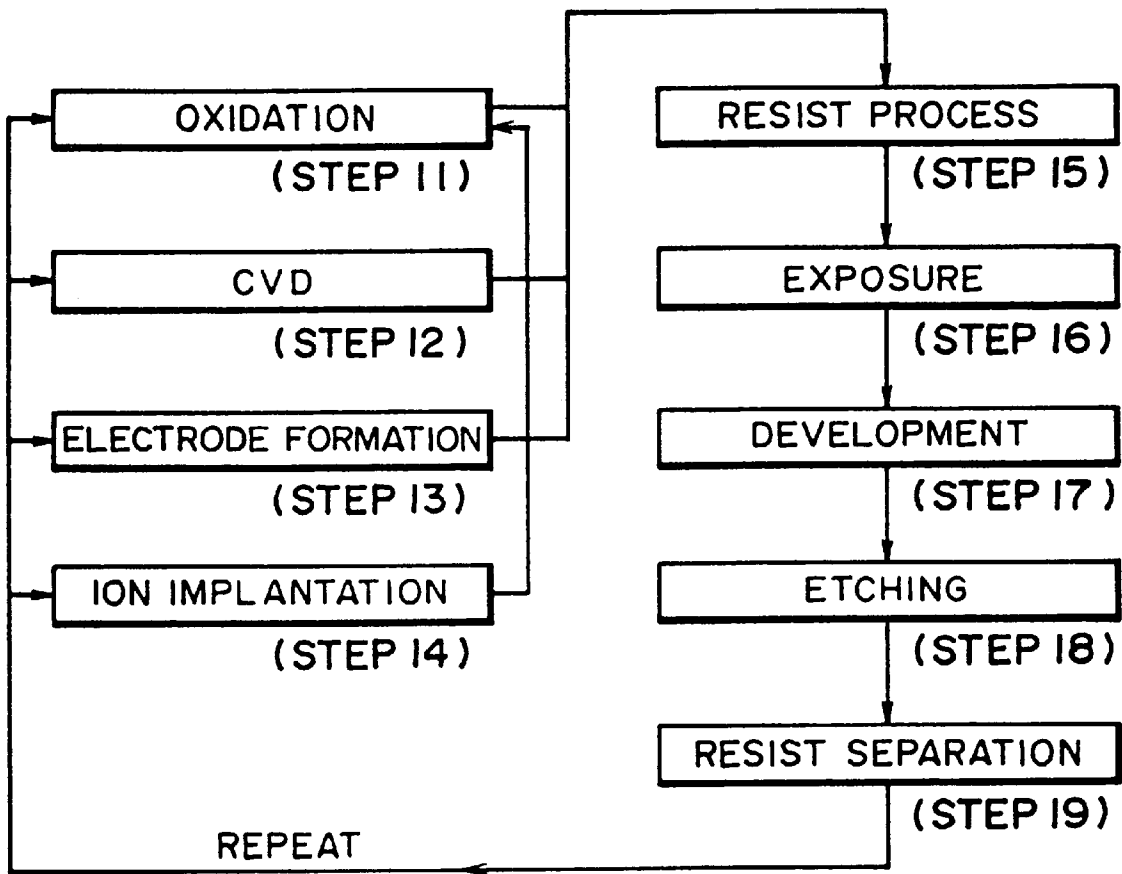 OXIDATION
(STEP 11)
CVD
(STEP 12)
ELECTRODE FORMATION
(STEP 13)
ION IMPLANTATION
(STEP 14)
RESIST PROCESS
(STEP 15)
EXPOSURE
(STEP 16)
DEVELOPMENT
(STEP 17)
ETCHING
(STEP 18)
RESIST SEPARATION
(STEP 19)
REPEAT